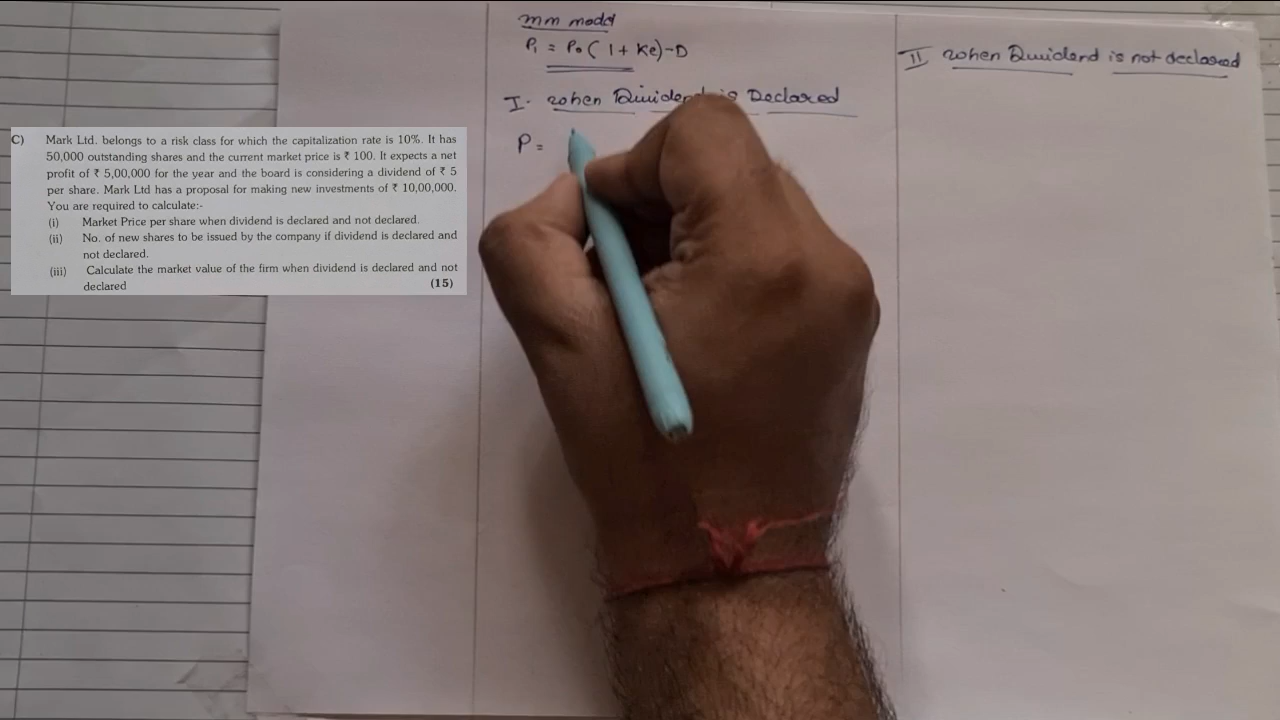 C) Mark Ltd. belongs to a risk class for which the capitalization rate is 10%. It has
50,000 outstanding shares and the current market price is ₹ 100. It expects a net
profit of ₹ 5,00,000 for the year and the board is considering a dividend of ₹ 5
per share. Mark Ltd has a proposal for making new investments of ₹ 10,00,000.
You are required to calculate:-
(i) Market Price per share when dividend is declared and not declared.
(ii) No. of new shares to be issued by the company if dividend is declared and
not declared.
(iii) Calculate the market value of the firm when dividend is declared and not
declared (15)
mm model
P₁ = P₀ ( 1 + Ke) - D
I. when Dividend is Declared
P =
II when Dividend is not declared